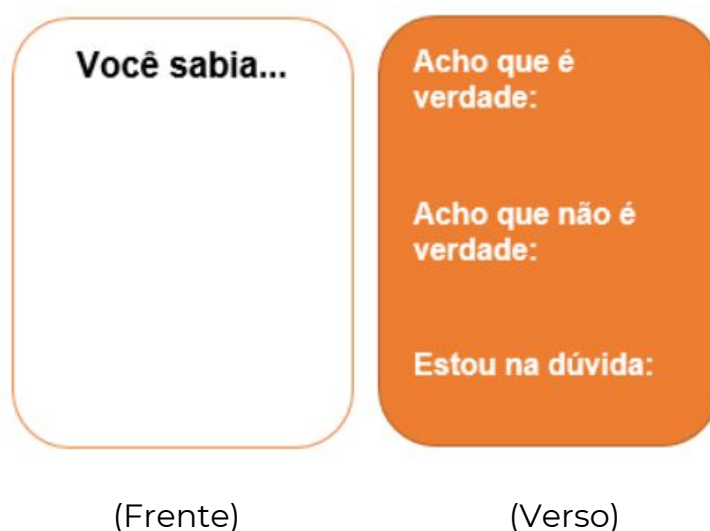 Você sabia...
Acho que é
verdade:
Acho que não é
verdade:
Estou na dúvida:
(Frente)
(Verso)